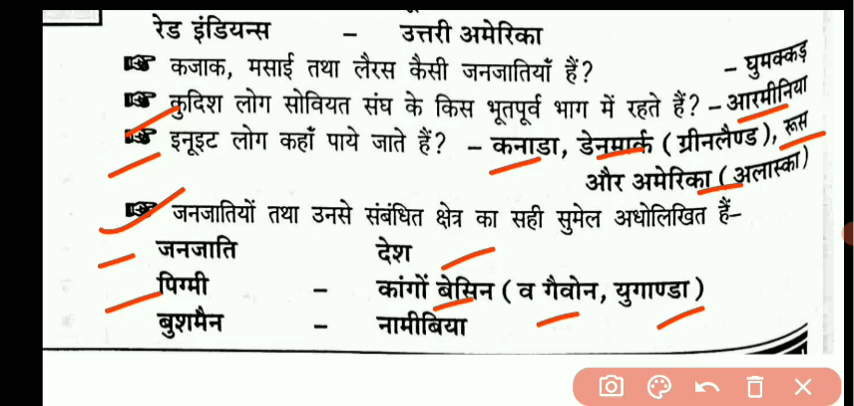 रेड इंडियन्स – उत्तरी अमेरिका
कजाक, मसाई तथा लैरस कैसी जनजातियाँ हैं? – घुमक्कड़
कुदिश लोग सोवियत संघ के किस भूतपूर्व भाग में रहते हैं? – आरमीनिया
इनूइट लोग कहाँ पाये जाते हैं? – कनाडा, डेनमार्क (ग्रीनलैण्ड), रूस
और अमेरिका (अलास्का)
जनजातियों तथा उनसे संबंधित क्षेत्र का सही सुमेल अधोलिखित हैं–
जनजाति देश
पिग्मी – कांगों बेसिन (व गैवोन, युगाण्डा)
बुशमैन – नामीबिया